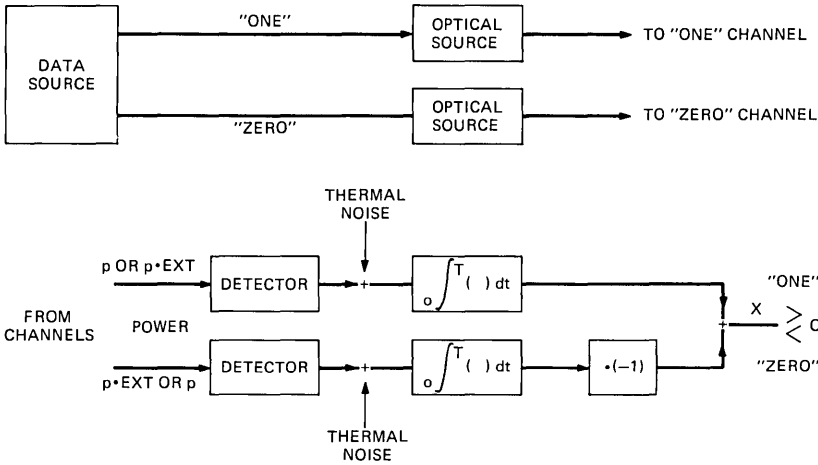 "ONE"
DATA
SOURCE
OPTICAL
SOURCE
TO "ONE" CHANNEL
"ZERO"
OPTICAL
SOURCE
TO "ZERO" CHANNEL
THERMAL
NOISE
p OR p•EXT
DETECTOR
+
o∫T ( ) dt
"ONE"
FROM
CHANNELS
POWER
+
X
> <
"ZERO"
p•EXT OR p
DETECTOR
+
o∫T ( ) dt
•(−1)
THERMAL
NOISE